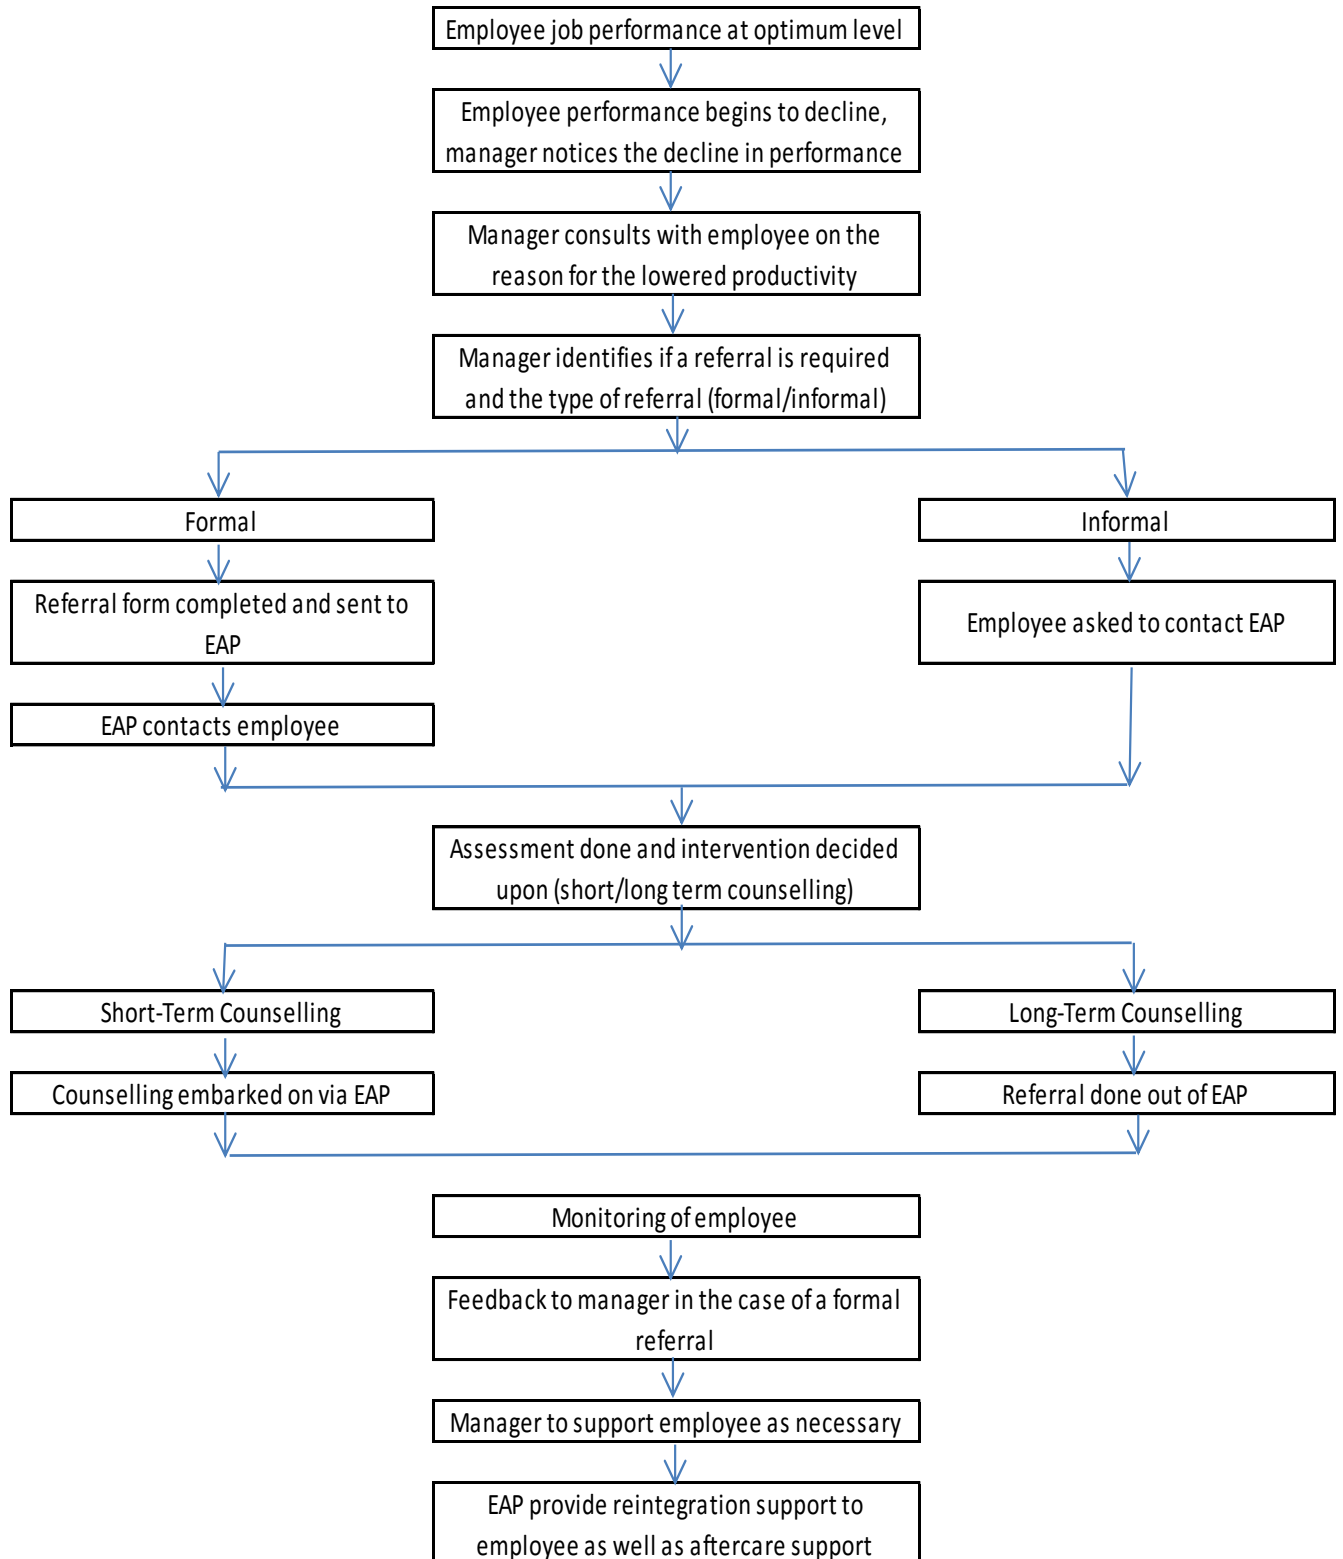 Employee job performance at optimum level
Employee performance begins to decline,
manager notices the decline in performance
Manager consults with employee on the
reason for the lowered productivity
Manager identifies if a referral is required
and the type of referral (formal/informal)
Formal
Informal
Referral form completed and sent to
EAP
Employee asked to contact EAP
EAP contacts employee
Assessment done and intervention decided
upon (short/long term counselling)
Short-Term Counselling
Long-Term Counselling
Counselling embarked on via EAP
Referral done out of EAP
Monitoring of employee
Feedback to manager in the case of a formal
referral
Manager to support employee as necessary
EAP provide reintegration support to
employee as well as aftercare support